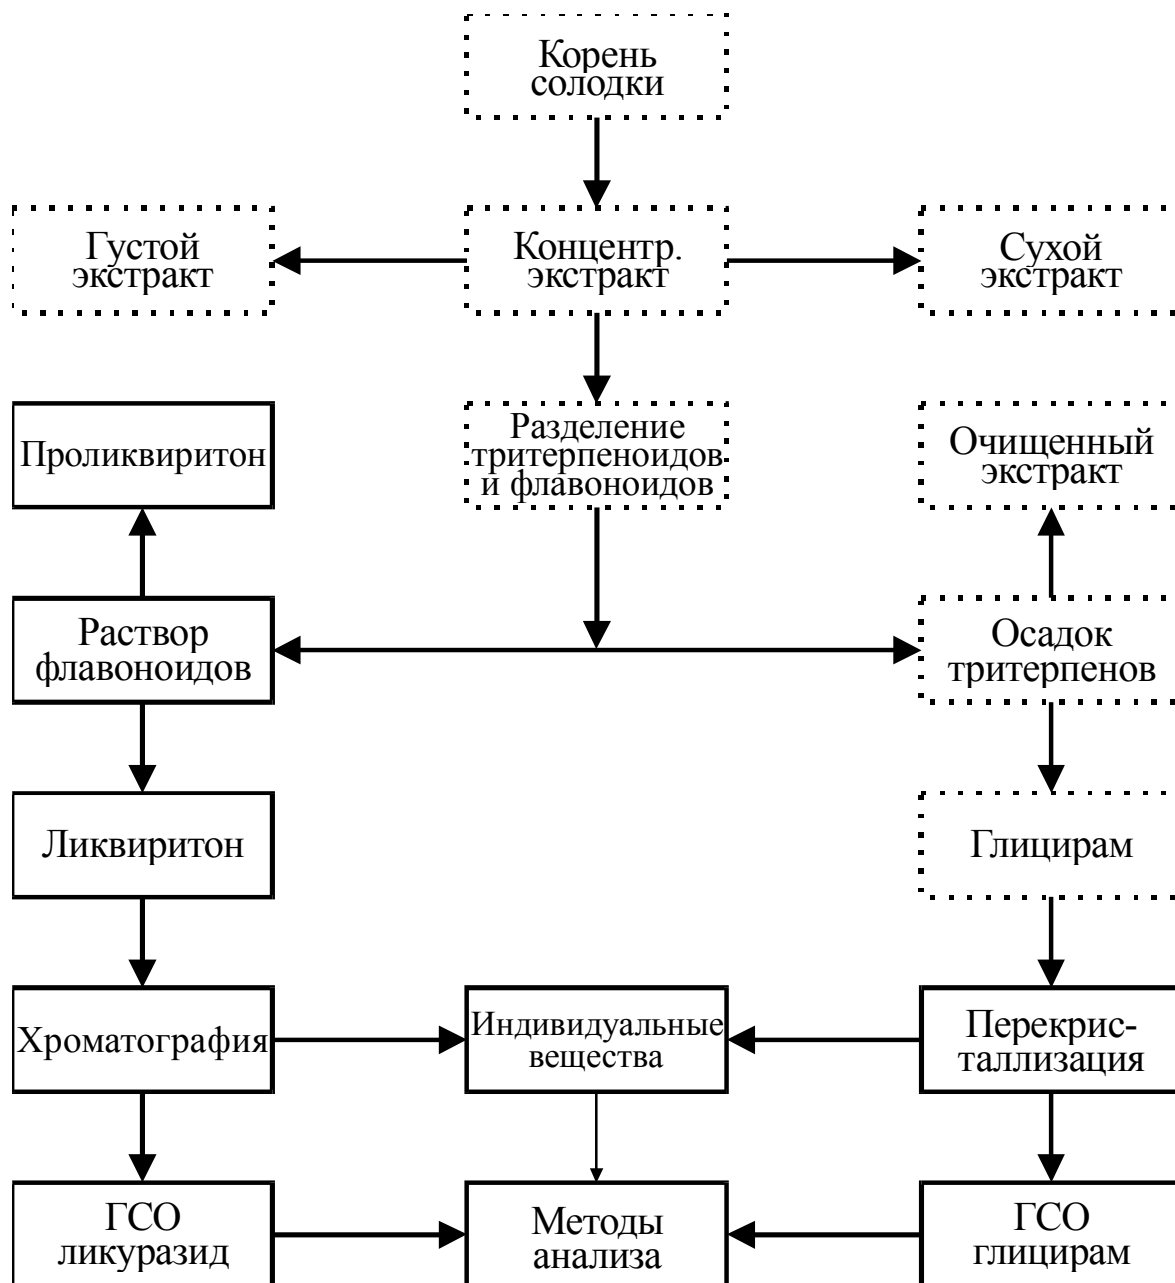 Корень
солодки
Густой
экстракт
Концентр.
экстракт
Сухой
экстракт
Проликвиритон
Разделение
тритерпеноидов
и флавоноидов
Очищенный
экстракт
Раствор
флавоноидов
Осадок
тритерпенов
Ликвиритон
Глицирам
Хроматография
Индивидуальные
вещества
Перекрис-
таллизация
ГСО
ликуразид
Методы
анализа
ГСО
глицирам